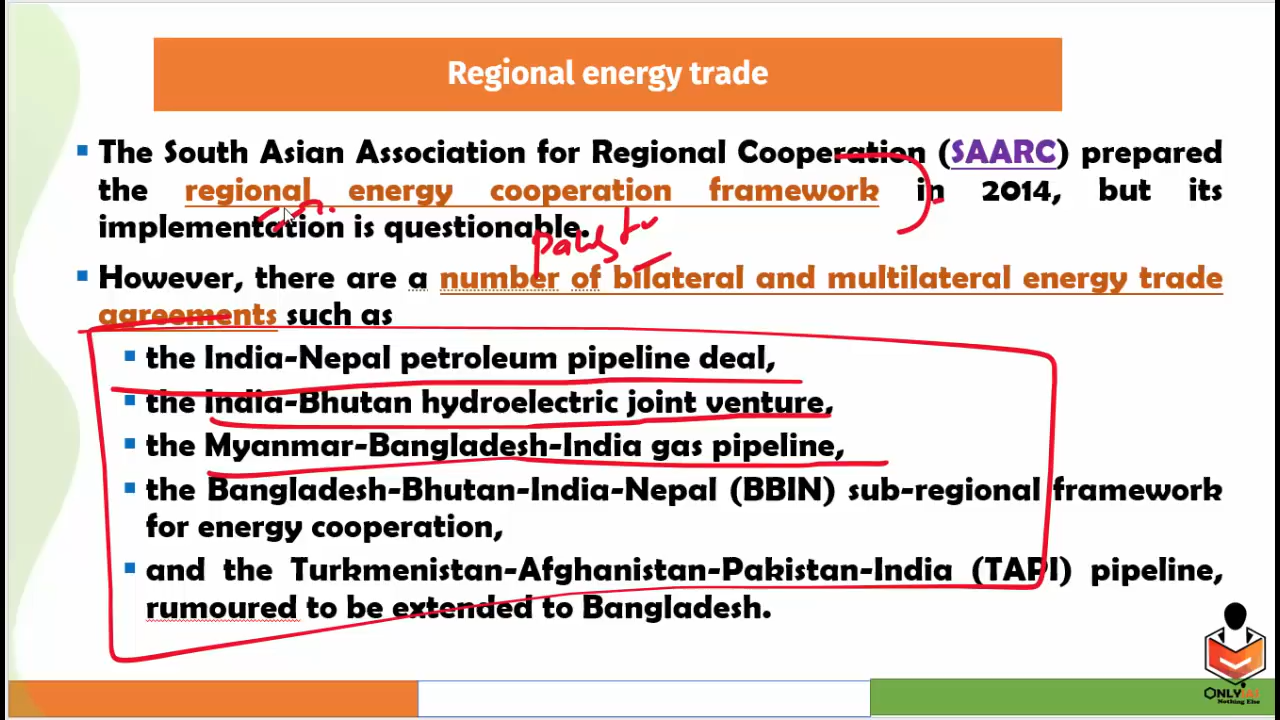 Regional energy trade
The South Asian Association for Regional Cooperation (SAARC) prepared
the regional energy cooperation framework in 2014, but its
implementation is questionable.
However, there are a number of bilateral and multilateral energy trade
agreements such as
the India-Nepal petroleum pipeline deal,
the India-Bhutan hydroelectric joint venture,
the Myanmar-Bangladesh-India gas pipeline,
the Bangladesh-Bhutan-India-Nepal (BBIN) sub-regional framework
for energy cooperation,
and the Turkmenistan-Afghanistan-Pakistan-India (TAPI) pipeline,
rumoured to be extended to Bangladesh.
Nothing Else